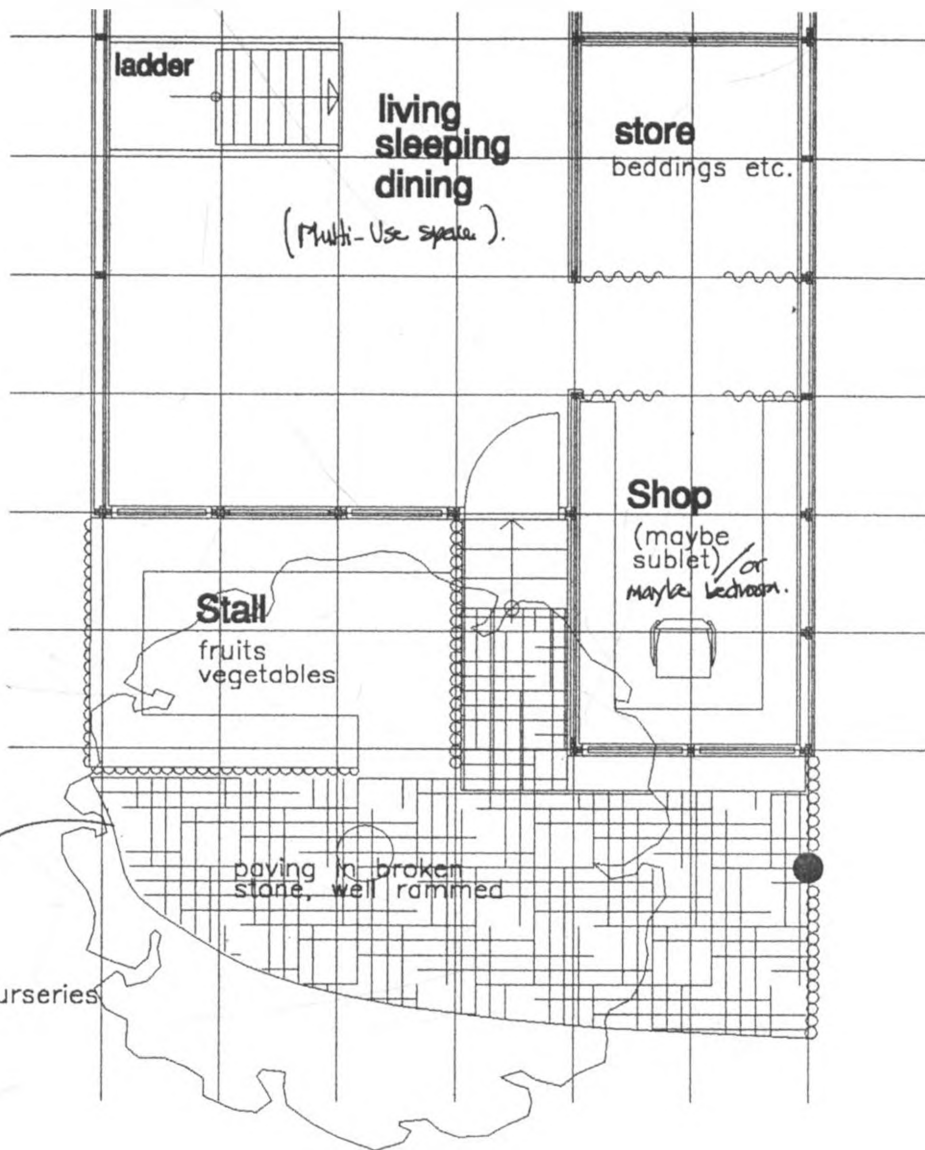 ladder
living
sleeping
dining
(Multi-Use space).
store
beddings etc.
Shop
(maybe
sublet) / or
maybe bedroom.
Stall
fruits
vegetables
paving in broken
stone, well rammed
urseries